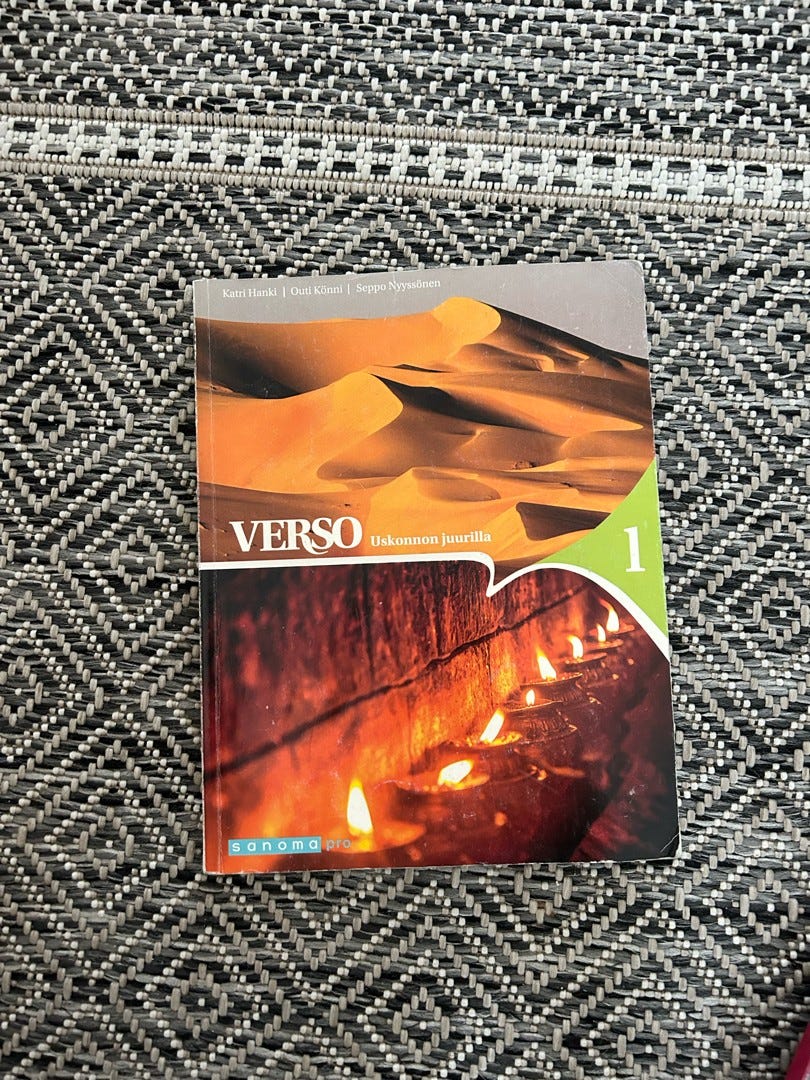 Katri Hanki | Outi Könni | Seppo Nyyssönen
VERSO Uskonnon juurilla
1
sanoma pro